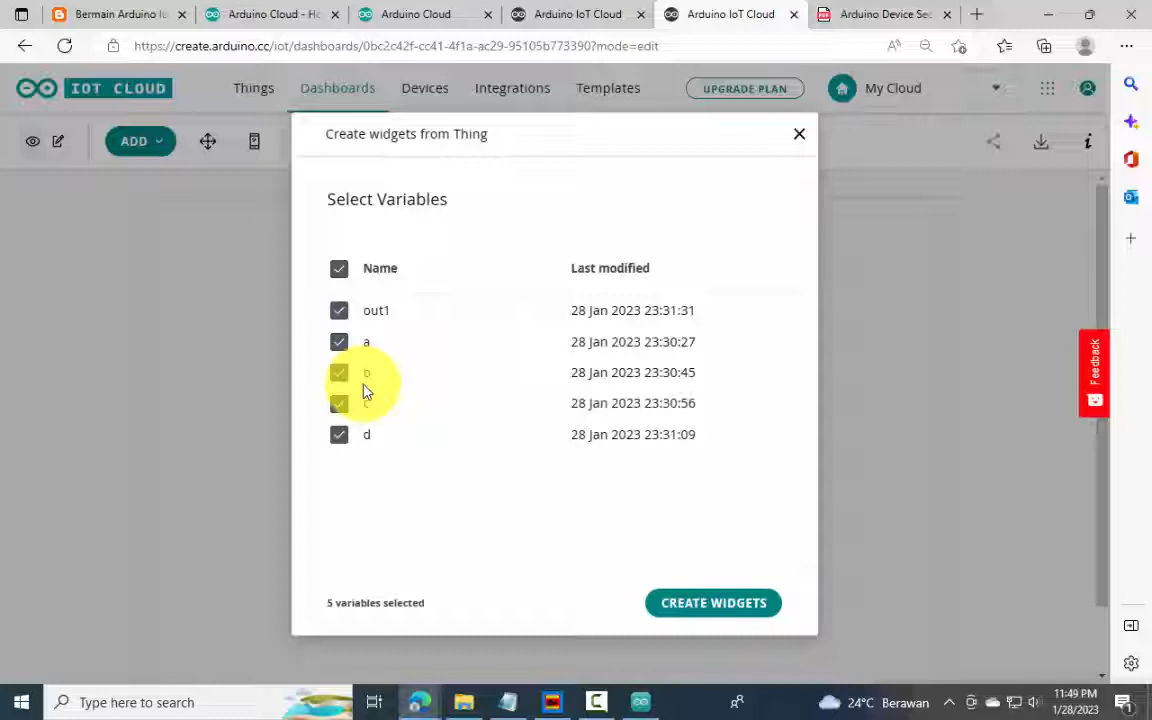 Bermain Arduino I
Arduino Cloud - H
Arduino Cloud
Arduino IoT Cloud
Arduino IoT Cloud
Arduino Device Se
https://create.arduino.cc/iot/dashboards/0bc2c42f-cc41-4f1a-ac29-95105b773390?mode=edit
IOT CLOUD
Things
Dashboards
Devices
Integrations
Templates
UPGRADE PLAN
My Cloud
ADD
Create widgets from Thing
Select Variables
Name Last modified
out1 28 Jan 2023 23:31:31
a 28 Jan 2023 23:30:27
b 28 Jan 2023 23:30:45
c 28 Jan 2023 23:30:56
d 28 Jan 2023 23:31:09
Feedback
5 variables selected
CREATE WIDGETS
Type here to search
24°C Berawan
11:49 PM
1/28/2023
1